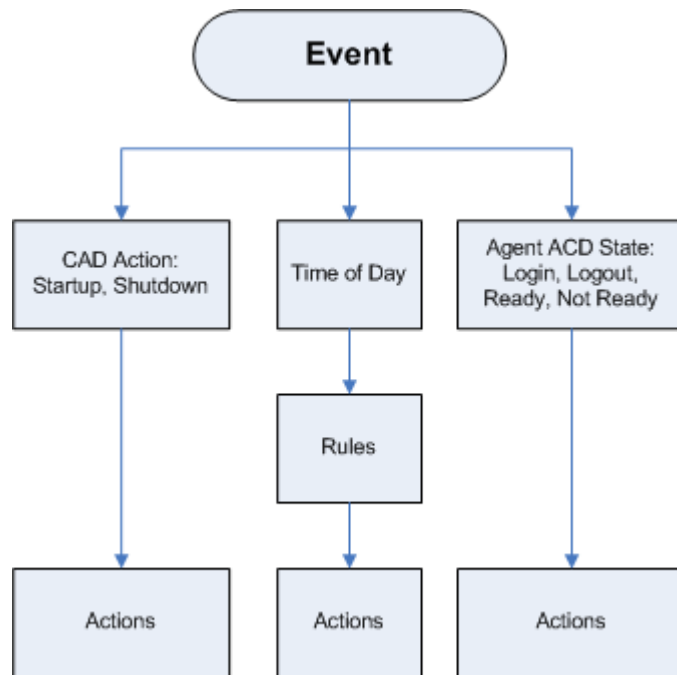 Event
CAD Action:
Startup, Shutdown
Time of Day
Agent ACD State:
Login, Logout,
Ready, Not Ready
Rules
Actions
Actions
Actions